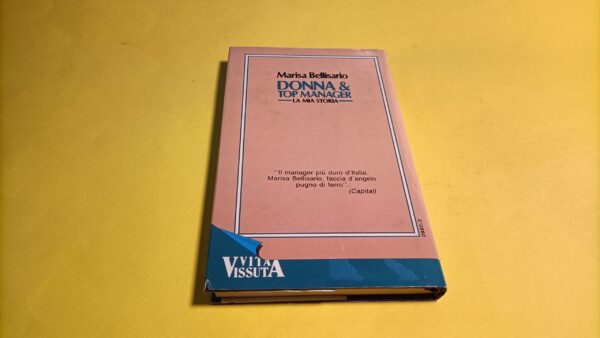 Marisa Bellisario
DONNA &
TOP MANAGER
LA MIA STORIA
"Il manager più duro d'Italia.
Marisa Bellisario, faccia d'angelo
pugno di ferro".
(Capital)
VITA
VISSUTA